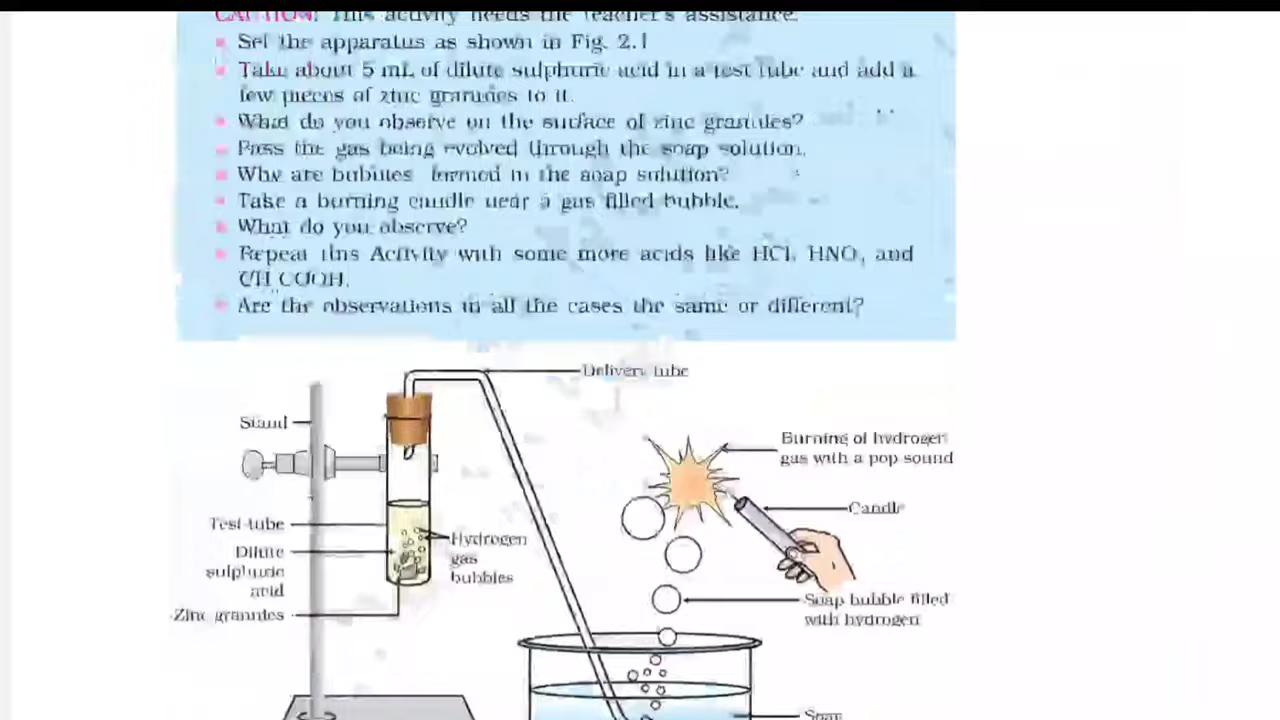 CAUTION: This activity needs the teacher's assistance.
Set the apparatus as shown in Fig. 2.1
Take about 5 mL of dilute sulphuric acid in a test tube and add a
few pieces of zinc granules to it.
What do you observe on the surface of zinc granules?
Pass the gas being evolved through the soap solution.
Why are bubbles formed in the soap solution?
Take a burning candle near a gas filled bubble.
What do you observe?
Repeat this Activity with some more acids like HCl, HNO₃ and
CH₃COOH.
Are the observations in all the cases the same or different?
Delivery tube
Stand
Burning of hydrogen
gas with a pop sound
Candle
Test-tube
Hydrogen
gas
bubbles
Dilute
sulphuric
acid
Soap bubble filled
with hydrogen
Zinc granules
Soap